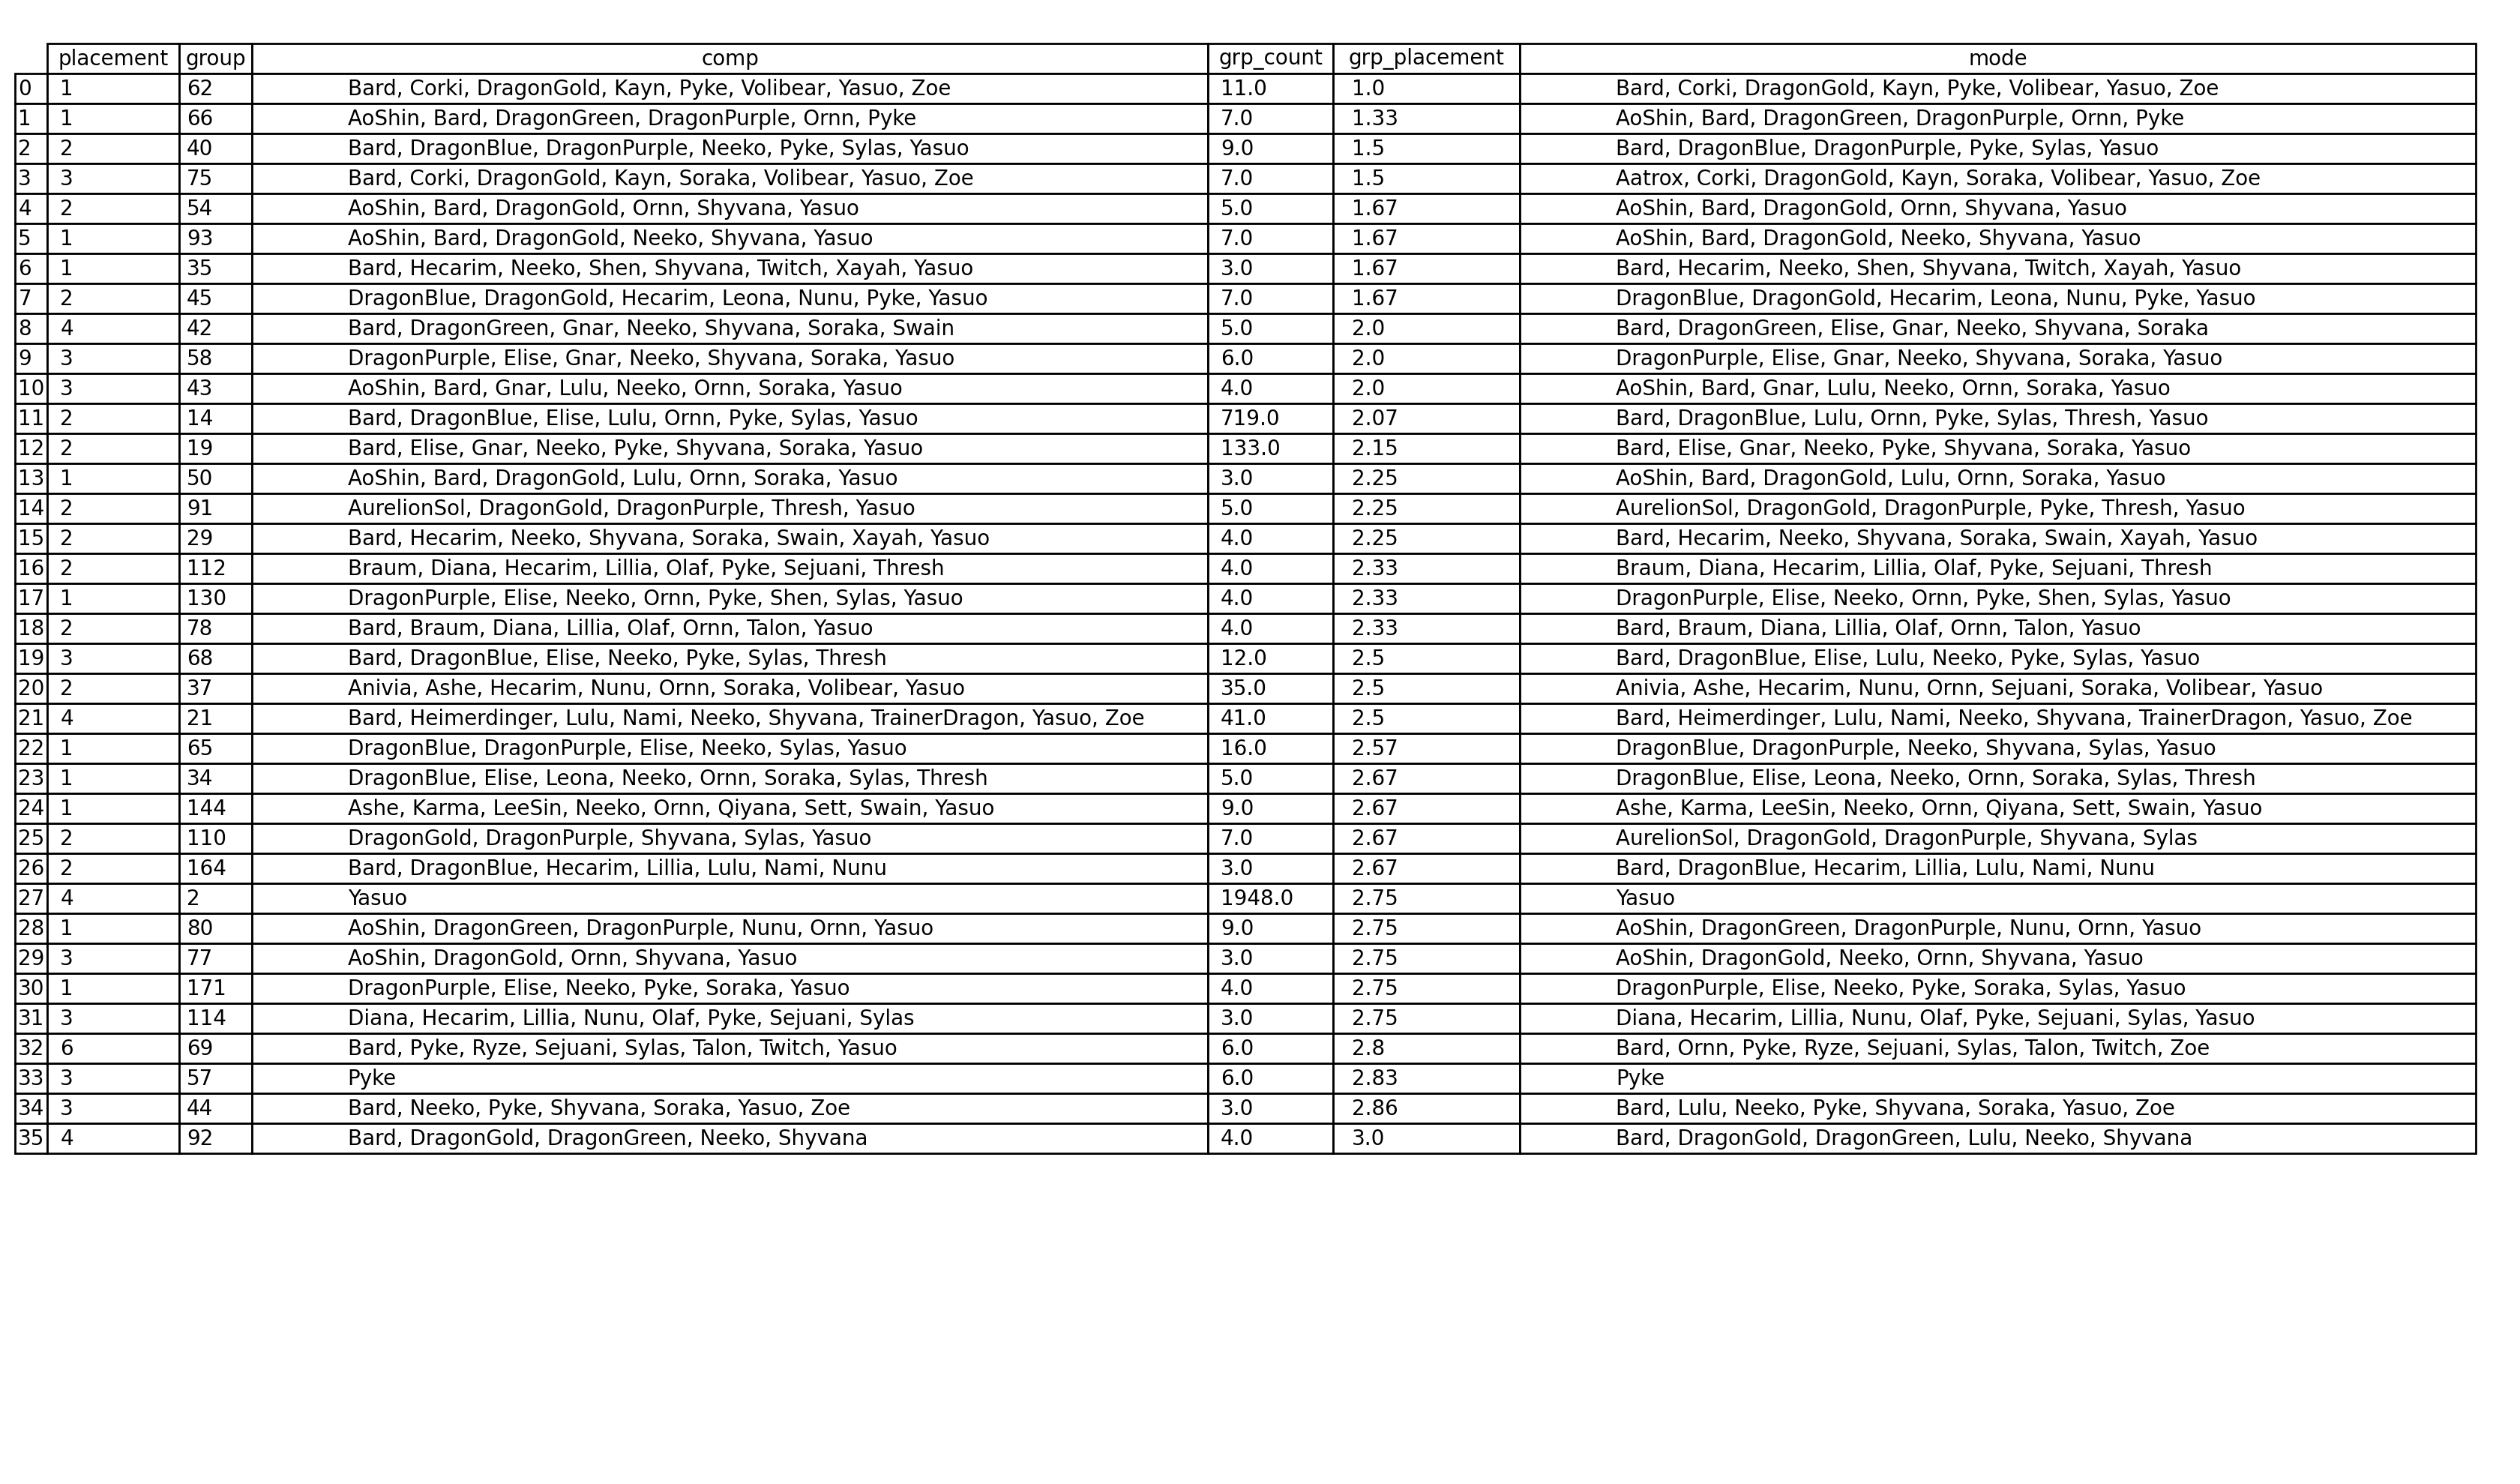 placement group comp grp_count grp_placement mode
0 1 62 Bard, Corki, DragonGold, Kayn, Pyke, Volibear, Yasuo, Zoe 11.0 1.0 Bard, Corki, DragonGold, Kayn, Pyke, Volibear, Yasuo, Zoe
1 1 66 AoShin, Bard, DragonGreen, DragonPurple, Ornn, Pyke 7.0 1.33 AoShin, Bard, DragonGreen, DragonPurple, Ornn, Pyke
2 2 40 Bard, DragonBlue, DragonPurple, Neeko, Pyke, Sylas, Yasuo 9.0 1.5 Bard, DragonBlue, DragonPurple, Pyke, Sylas, Yasuo
3 3 75 Bard, Corki, DragonGold, Kayn, Soraka, Volibear, Yasuo, Zoe 7.0 1.5 Aatrox, Corki, DragonGold, Kayn, Soraka, Volibear, Yasuo, Zoe
4 2 54 AoShin, Bard, DragonGold, Ornn, Shyvana, Yasuo 5.0 1.67 AoShin, Bard, DragonGold, Ornn, Shyvana, Yasuo
5 1 93 AoShin, Bard, DragonGold, Neeko, Shyvana, Yasuo 7.0 1.67 AoShin, Bard, DragonGold, Neeko, Shyvana, Yasuo
6 1 35 Bard, Hecarim, Neeko, Shen, Shyvana, Twitch, Xayah, Yasuo 3.0 1.67 Bard, Hecarim, Neeko, Shen, Shyvana, Twitch, Xayah, Yasuo
7 2 45 DragonBlue, DragonGold, Hecarim, Leona, Nunu, Pyke, Yasuo 7.0 1.67 DragonBlue, DragonGold, Hecarim, Leona, Nunu, Pyke, Yasuo
8 4 42 Bard, DragonGreen, Gnar, Neeko, Shyvana, Soraka, Swain 5.0 2.0 Bard, DragonGreen, Elise, Gnar, Neeko, Shyvana, Soraka
9 3 58 DragonPurple, Elise, Gnar, Neeko, Shyvana, Soraka, Yasuo 6.0 2.0 DragonPurple, Elise, Gnar, Neeko, Shyvana, Soraka, Yasuo
10 3 43 AoShin, Bard, Gnar, Lulu, Neeko, Ornn, Soraka, Yasuo 4.0 2.0 AoShin, Bard, Gnar, Lulu, Neeko, Ornn, Soraka, Yasuo
11 2 14 Bard, DragonBlue, Elise, Lulu, Ornn, Pyke, Sylas, Yasuo 719.0 2.07 Bard, DragonBlue, Lulu, Ornn, Pyke, Sylas, Thresh, Yasuo
12 2 19 Bard, Elise, Gnar, Neeko, Pyke, Shyvana, Soraka, Yasuo 133.0 2.15 Bard, Elise, Gnar, Neeko, Pyke, Shyvana, Soraka, Yasuo
13 1 50 AoShin, Bard, DragonGold, Lulu, Ornn, Soraka, Yasuo 3.0 2.25 AoShin, Bard, DragonGold, Lulu, Ornn, Soraka, Yasuo
14 2 91 AurelionSol, DragonGold, DragonPurple, Thresh, Yasuo 5.0 2.25 AurelionSol, DragonGold, DragonPurple, Pyke, Thresh, Yasuo
15 2 29 Bard, Hecarim, Neeko, Shyvana, Soraka, Swain, Xayah, Yasuo 4.0 2.25 Bard, Hecarim, Neeko, Shyvana, Soraka, Swain, Xayah, Yasuo
16 2 112 Braum, Diana, Hecarim, Lillia, Olaf, Pyke, Sejuani, Thresh 4.0 2.33 Braum, Diana, Hecarim, Lillia, Olaf, Pyke, Sejuani, Thresh
17 1 130 DragonPurple, Elise, Neeko, Ornn, Pyke, Shen, Sylas, Yasuo 4.0 2.33 DragonPurple, Elise, Neeko, Ornn, Pyke, Shen, Sylas, Yasuo
18 2 78 Bard, Braum, Diana, Lillia, Olaf, Ornn, Talon, Yasuo 4.0 2.33 Bard, Braum, Diana, Lillia, Olaf, Ornn, Talon, Yasuo
19 3 68 Bard, DragonBlue, Elise, Neeko, Pyke, Sylas, Thresh 12.0 2.5 Bard, DragonBlue, Elise, Lulu, Neeko, Pyke, Sylas, Yasuo
20 2 37 Anivia, Ashe, Hecarim, Nunu, Ornn, Soraka, Volibear, Yasuo 35.0 2.5 Anivia, Ashe, Hecarim, Nunu, Ornn, Sejuani, Soraka, Volibear, Yasuo
21 4 21 Bard, Heimerdinger, Lulu, Nami, Neeko, Shyvana, TrainerDragon, Yasuo, Zoe 41.0 2.5 Bard, Heimerdinger, Lulu, Nami, Neeko, Shyvana, TrainerDragon, Yasuo, Zoe
22 1 65 DragonBlue, DragonPurple, Elise, Neeko, Sylas, Yasuo 16.0 2.57 DragonBlue, DragonPurple, Neeko, Shyvana, Sylas, Yasuo
23 1 34 DragonBlue, Elise, Leona, Neeko, Ornn, Soraka, Sylas, Thresh 5.0 2.67 DragonBlue, Elise, Leona, Neeko, Ornn, Soraka, Sylas, Thresh
24 1 144 Ashe, Karma, LeeSin, Neeko, Ornn, Qiyana, Sett, Swain, Yasuo 9.0 2.67 Ashe, Karma, LeeSin, Neeko, Ornn, Qiyana, Sett, Swain, Yasuo
25 2 110 DragonGold, DragonPurple, Shyvana, Sylas, Yasuo 7.0 2.67 AurelionSol, DragonGold, DragonPurple, Shyvana, Sylas
26 2 164 Bard, DragonBlue, Hecarim, Lillia, Lulu, Nami, Nunu 3.0 2.67 Bard, DragonBlue, Hecarim, Lillia, Lulu, Nami, Nunu
27 4 2 Yasuo 1948.0 2.75 Yasuo
28 1 80 AoShin, DragonGreen, DragonPurple, Nunu, Ornn, Yasuo 9.0 2.75 AoShin, DragonGreen, DragonPurple, Nunu, Ornn, Yasuo
29 3 77 AoShin, DragonGold, Ornn, Shyvana, Yasuo 3.0 2.75 AoShin, DragonGold, Neeko, Ornn, Shyvana, Yasuo
30 1 171 DragonPurple, Elise, Neeko, Pyke, Soraka, Yasuo 4.0 2.75 DragonPurple, Elise, Neeko, Pyke, Soraka, Sylas, Yasuo
31 3 114 Diana, Hecarim, Lillia, Nunu, Olaf, Pyke, Sejuani, Sylas 3.0 2.75 Diana, Hecarim, Lillia, Nunu, Olaf, Pyke, Sejuani, Sylas, Yasuo
32 6 69 Bard, Pyke, Ryze, Sejuani, Sylas, Talon, Twitch, Yasuo 6.0 2.8 Bard, Ornn, Pyke, Ryze, Sejuani, Sylas, Talon, Twitch, Zoe
33 3 57 Pyke 6.0 2.83 Pyke
34 3 44 Bard, Neeko, Pyke, Shyvana, Soraka, Yasuo, Zoe 3.0 2.86 Bard, Lulu, Neeko, Pyke, Shyvana, Soraka, Yasuo, Zoe
35 4 92 Bard, DragonGold, DragonGreen, Neeko, Shyvana 4.0 3.0 Bard, DragonGold, DragonGreen, Lulu, Neeko, Shyvana